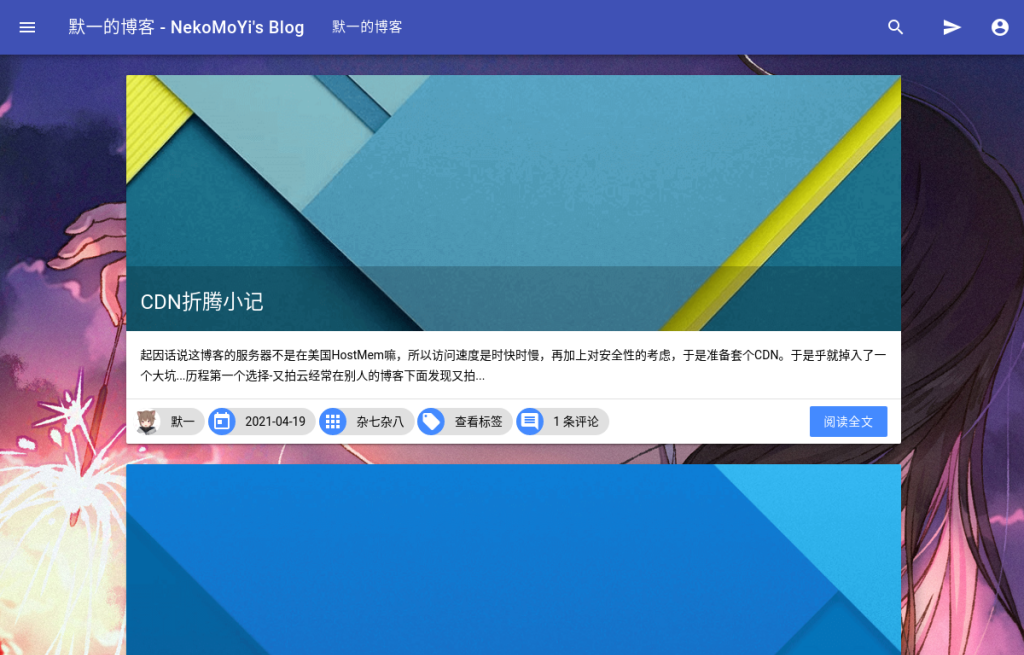 默一的博客 - NekoMoYi's Blog 默一的博客
CDN折腾小记
起因话说这博客的服务器不是在美国HostMem嘛，所以访问速度是时快时慢，再加上对安全性的考虑，于是准备套个CDN。于是乎就掉入了一
个大坑...历程第一个选择-又拍云经常在别人的博客下面发现又拍...
默一 2021-04-19 杂七杂八 查看标签 1 条评论 阅读全文